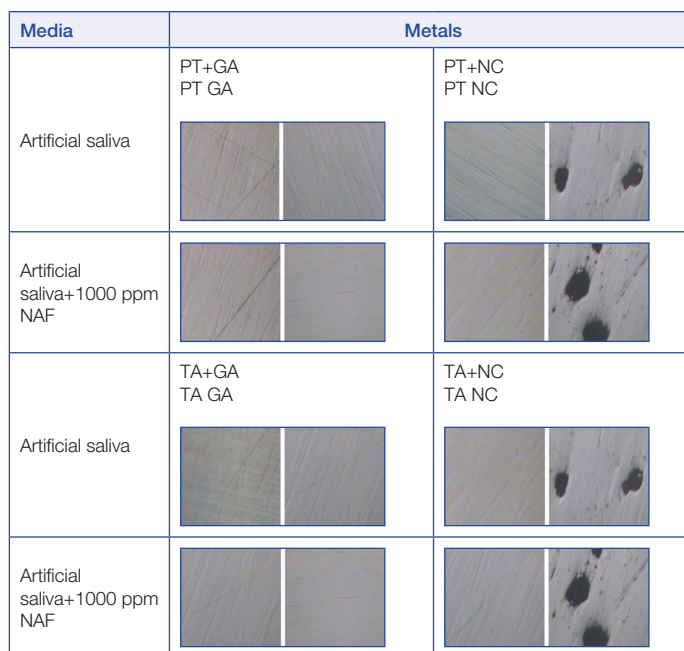 Media
Metals
Artificial saliva
PT+GA
PT GA
PT+NC
PT NC
Artificial
saliva+1000 ppm
NAF
Artificial saliva
TA+GA
TA GA
TA+NC
TA NC
Artificial
saliva+1000 ppm
NAF